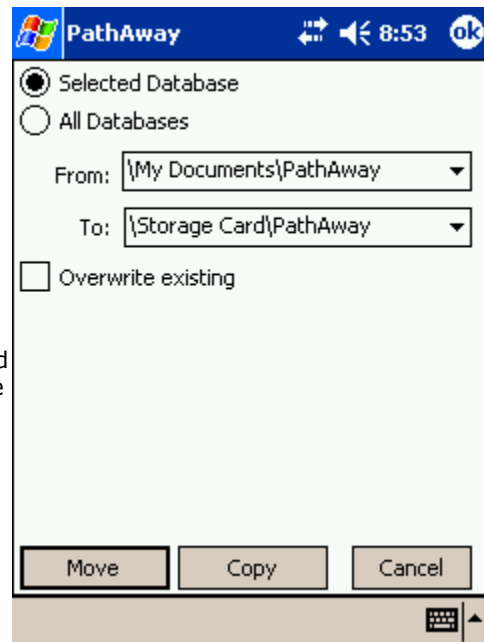 PathAway 8:53 ok
Selected Database
All Databases
From: \My Documents\PathAway
To: \Storage Card\PathAway
Overwrite existing
d
e
Move Copy Cancel